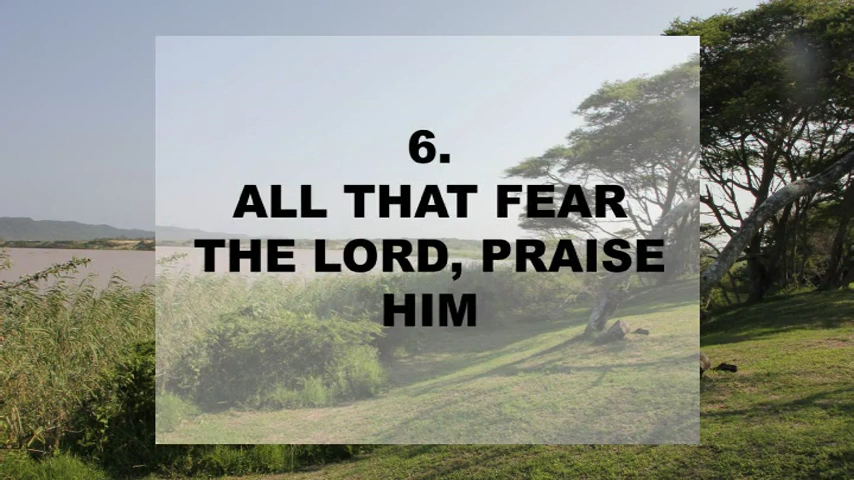 6.
ALL THAT FEAR
THE LORD, PRAISE
HIM